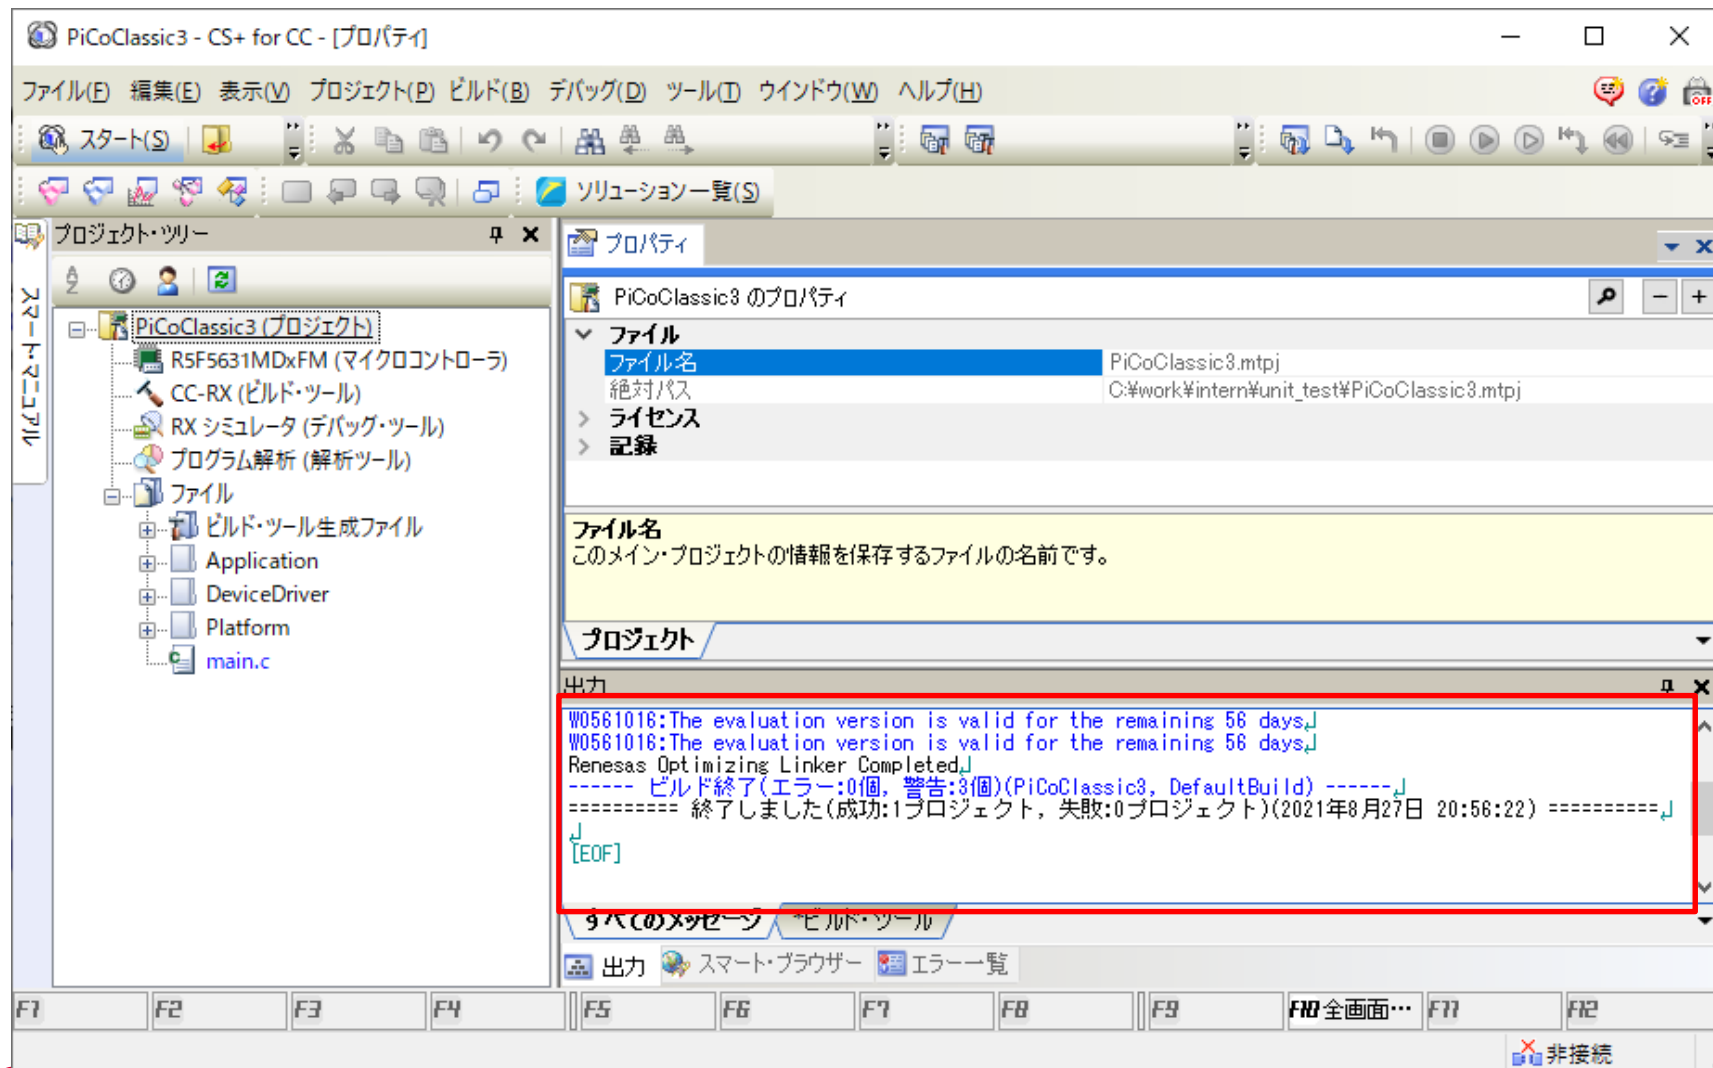 PiCoClassic3 - CS+ for CC - [プロパティ]
ファイル(F) 編集(E) 表示(V) プロジェクト(P) ビルド(B) デバッグ(D) ツール(T) ウインドウ(W) ヘルプ(H)
スタート(S)
OFF
ソリューション一覧(S)
スマート・マニュアル
プロジェクト・ツリー
PiCoClassic3 (プロジェクト)
R5F5631MDxFM (マイクロコントローラ)
CC-RX (ビルド・ツール)
RX シミュレータ (デバッグ・ツール)
プログラム解析 (解析ツール)
ファイル
ビルド・ツール生成ファイル
Application
DeviceDriver
Platform
main.c
プロパティ
PiCoClassic3 のプロパティ
ファイル
ファイル名 PiCoClassic3.mtpj
絶対パス C:¥work¥intern¥unit_test¥PiCoClassic3.mtpj
ライセンス
記録
ファイル名
このメイン・プロジェクトの情報を保存するファイルの名前です。
プロジェクト
出力
W0561016:The evaluation version is valid for the remaining 56 days↲
W0561016:The evaluation version is valid for the remaining 56 days↲
Renesas Optimizing Linker Completed↲
------ ビルド終了(エラー:0個, 警告:3個)(PiCoClassic3, DefaultBuild) ------↲
========== 終了しました(成功:1プロジェクト, 失敗:0プロジェクト)(2021年8月27日 20:56:22) ==========↲
↲
[EOF]
すべてのメッセージ *ビルド・ツール
出力 スマート・ブラウザー エラー一覧
F1 F2 F3 F4 F5 F6 F7 F8 F9 F10 全画面… F11 F12
非接続